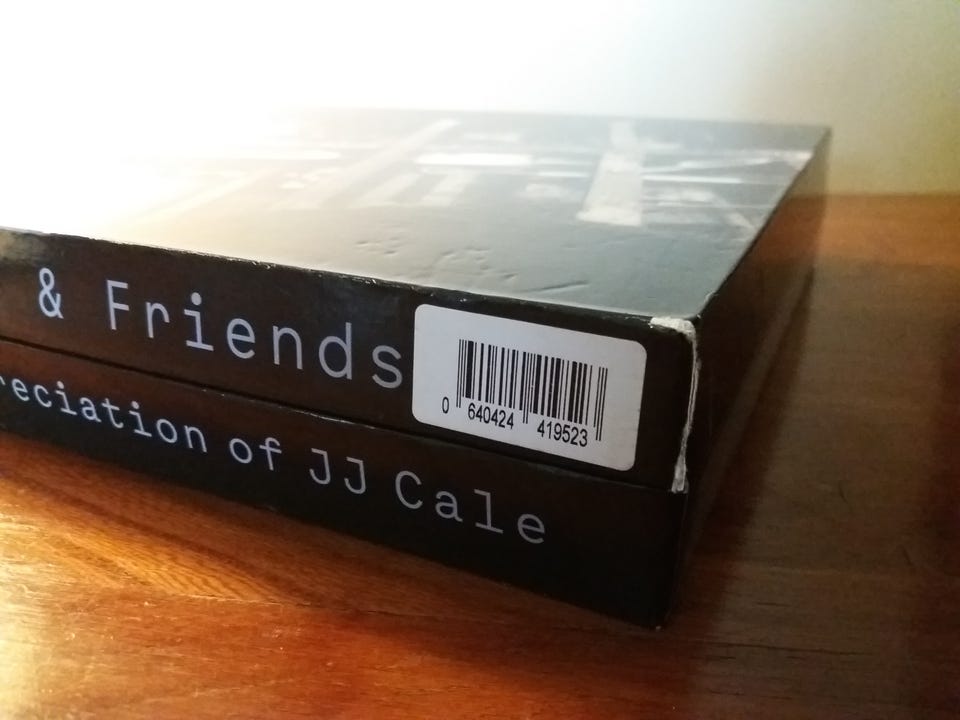 & Friends
reciation of JJ Cale
0 640424 419523